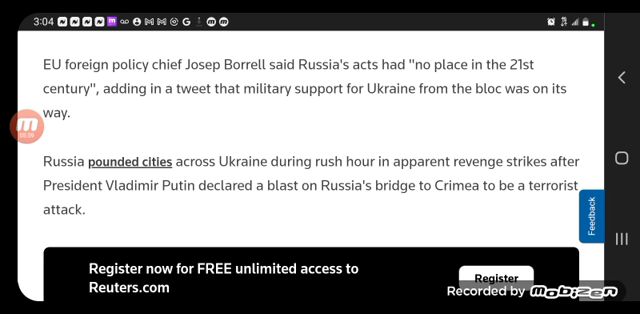 3:04
EU foreign policy chief Josep Borrell said Russia's acts had "no place in the 21st
century", adding in a tweet that military support for Ukraine from the bloc was on its
way.
Russia pounded cities across Ukraine during rush hour in apparent revenge strikes after
President Vladimir Putin declared a blast on Russia's bridge to Crimea to be a terrorist
attack.
Feedback
Register now for FREE unlimited access to
Reuters.com
Register
Recorded by Mobizen